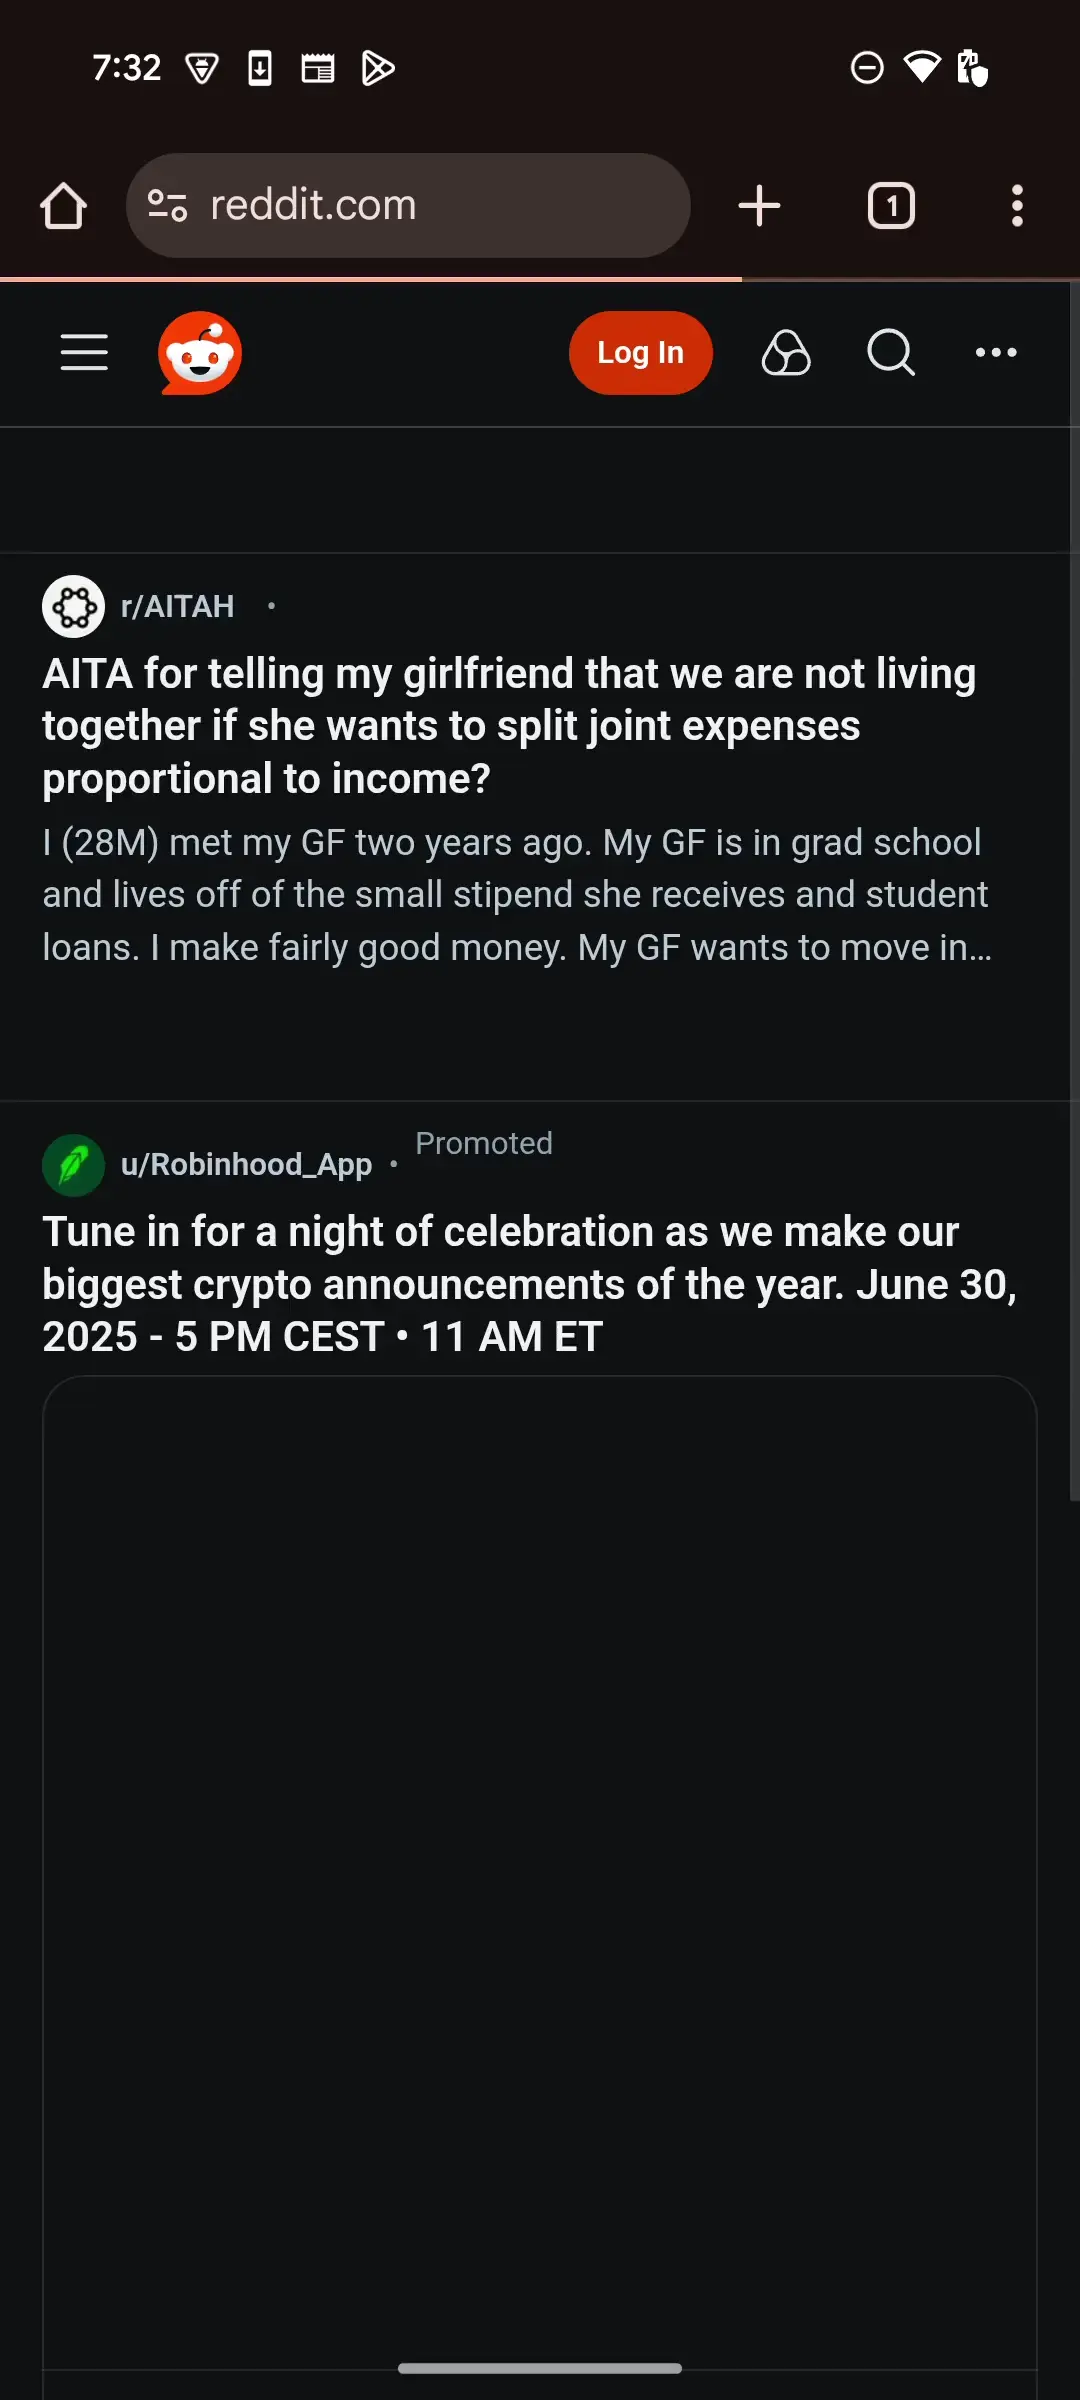 7:32
reddit.com
1
Log In
r/AITAH •
AITA for telling my girlfriend that we are not living
together if she wants to split joint expenses
proportional to income?
I (28M) met my GF two years ago. My GF is in grad school
and lives off of the small stipend she receives and student
loans. I make fairly good money. My GF wants to move in...
u/Robinhood_App • Promoted
Tune in for a night of celebration as we make our
biggest crypto announcements of the year. June 30,
2025 - 5 PM CEST • 11 AM ET